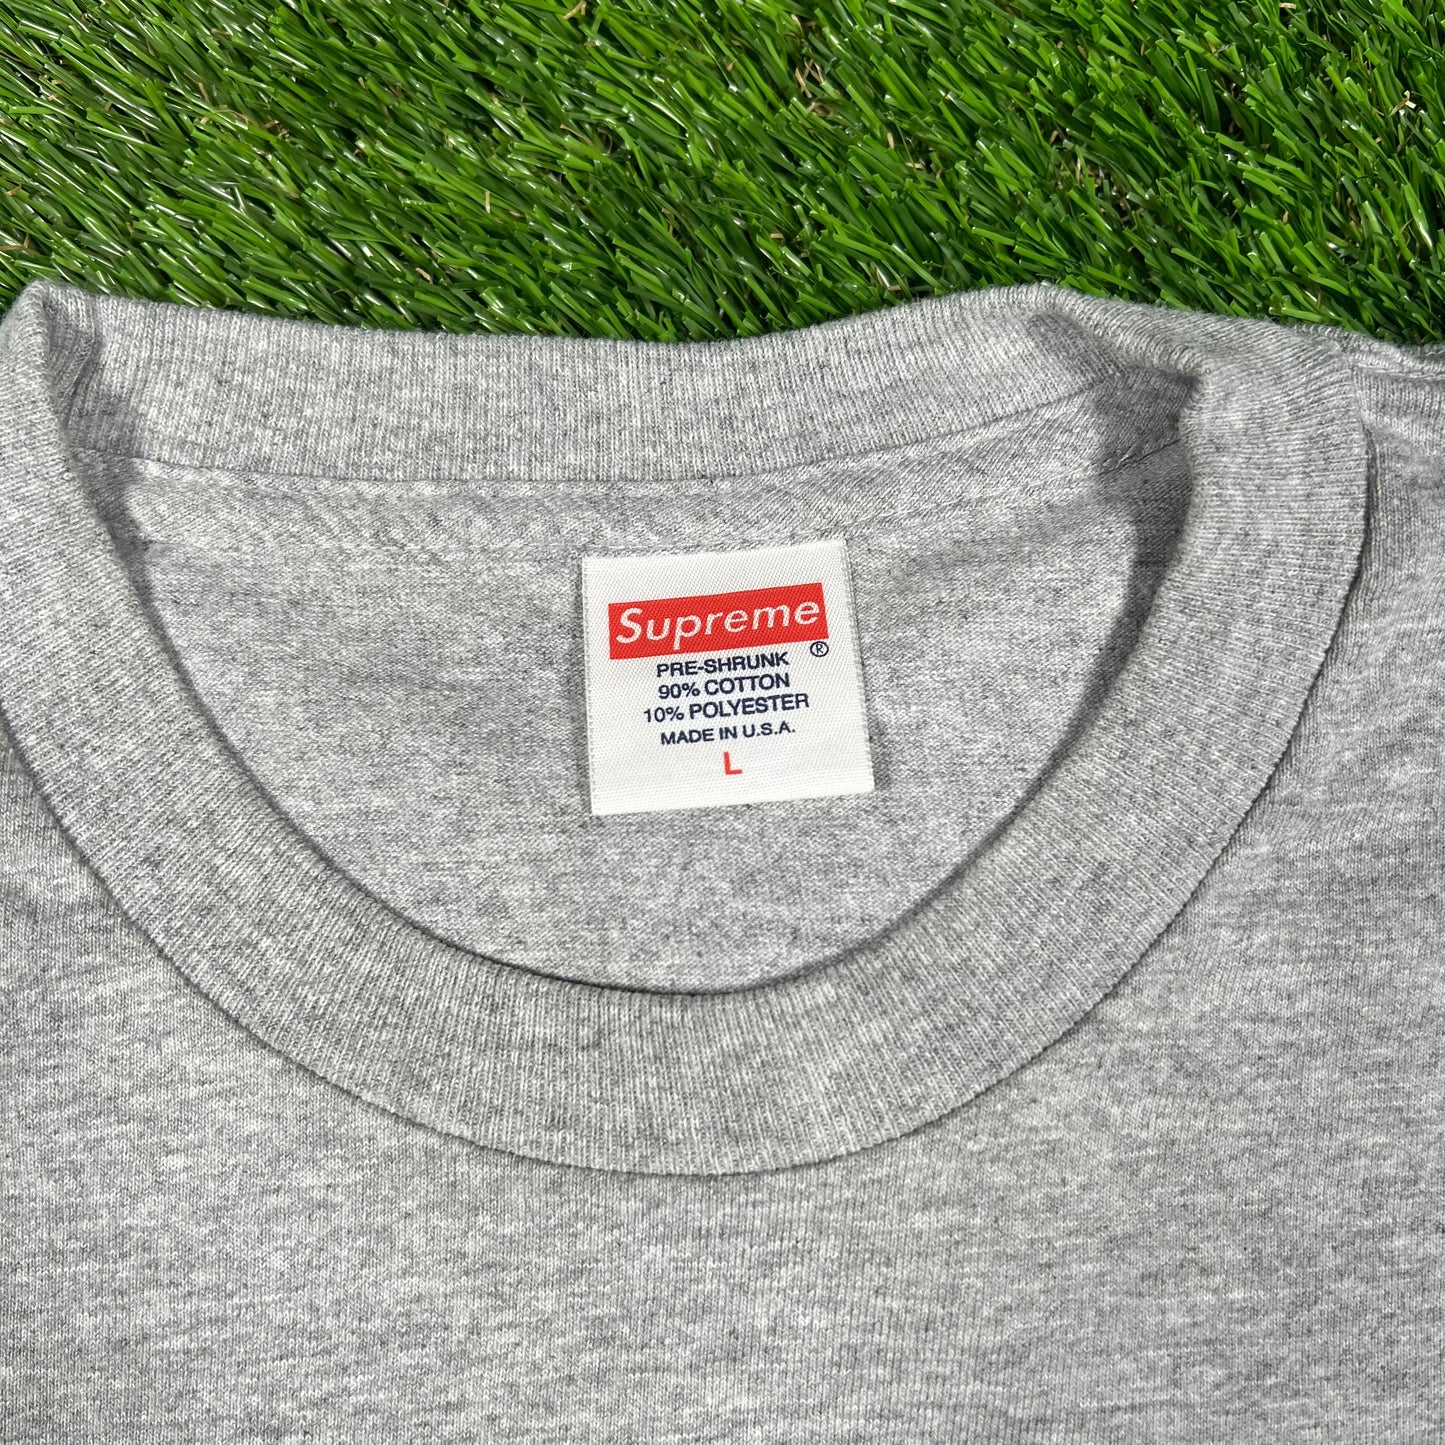 Supreme
®
PRE-SHRUNK
90% COTTON
10% POLYESTER
MADE IN U.S.A.
L